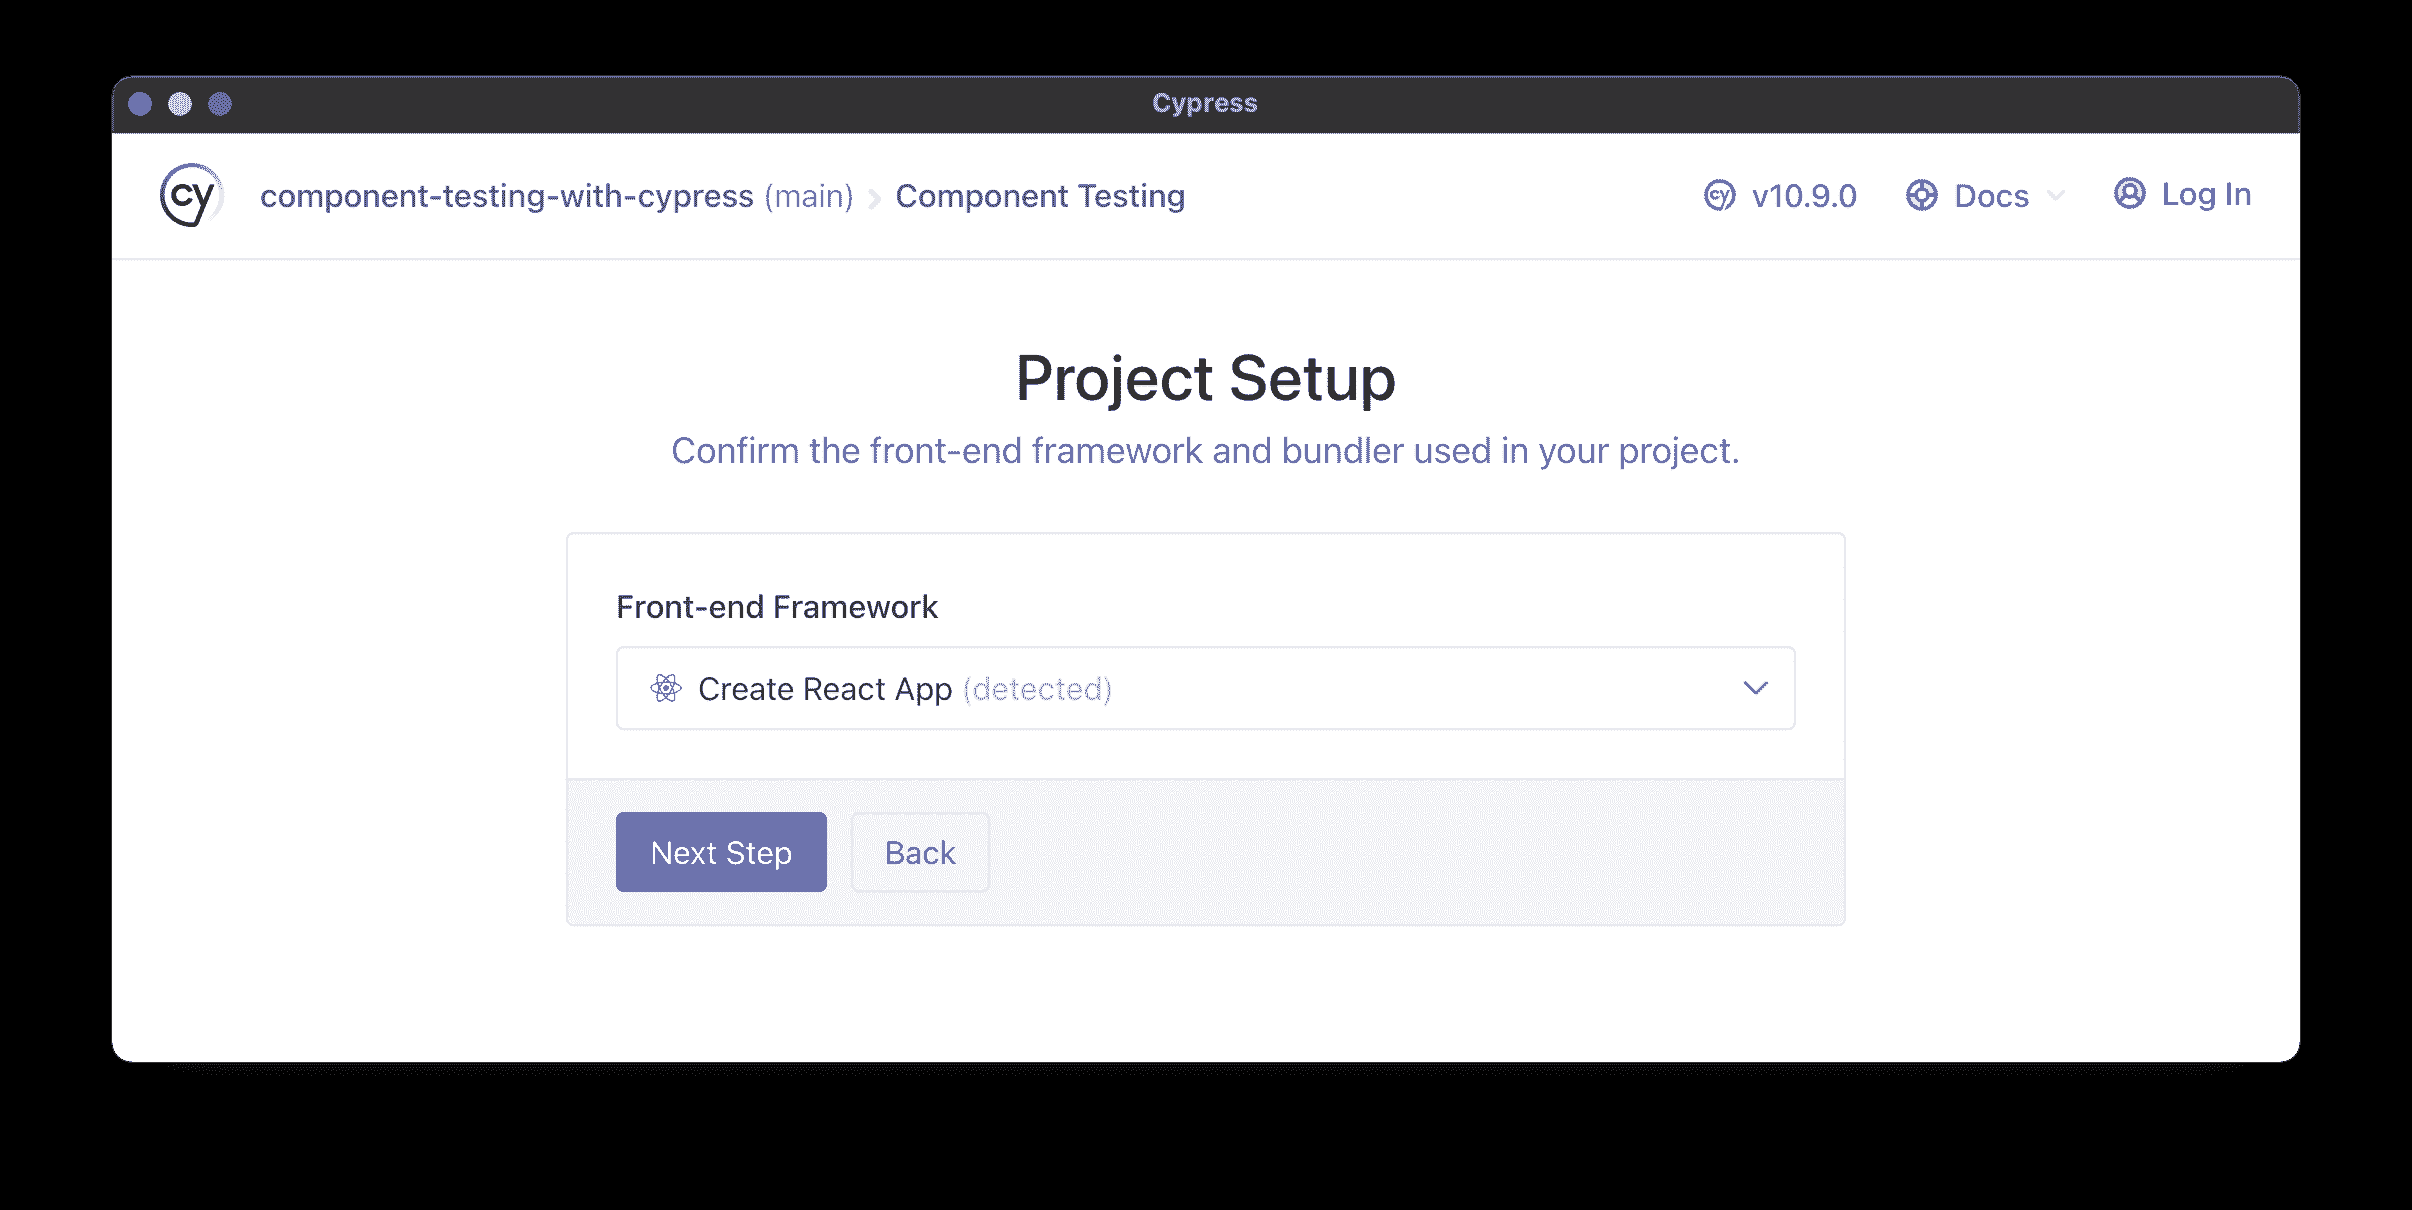 Cypress
cy component-testing-with-cypress (main) Component Testing cy v10.9.0 Docs Log In
Project Setup
Confirm the front-end framework and bundler used in your project.
Front-end Framework
Create React App (detected)
Next Step Back